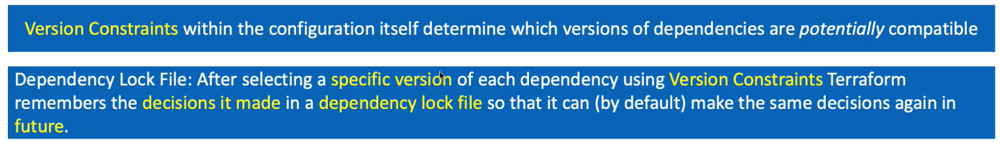 Version Constraints within the configuration itself determine which versions of dependencies are potentially compatible
Dependency Lock File: After selecting a specific version of each dependency using Version Constraints Terraform
remembers the decisions it made in a dependency lock file so that it can (by default) make the same decisions again in
future.